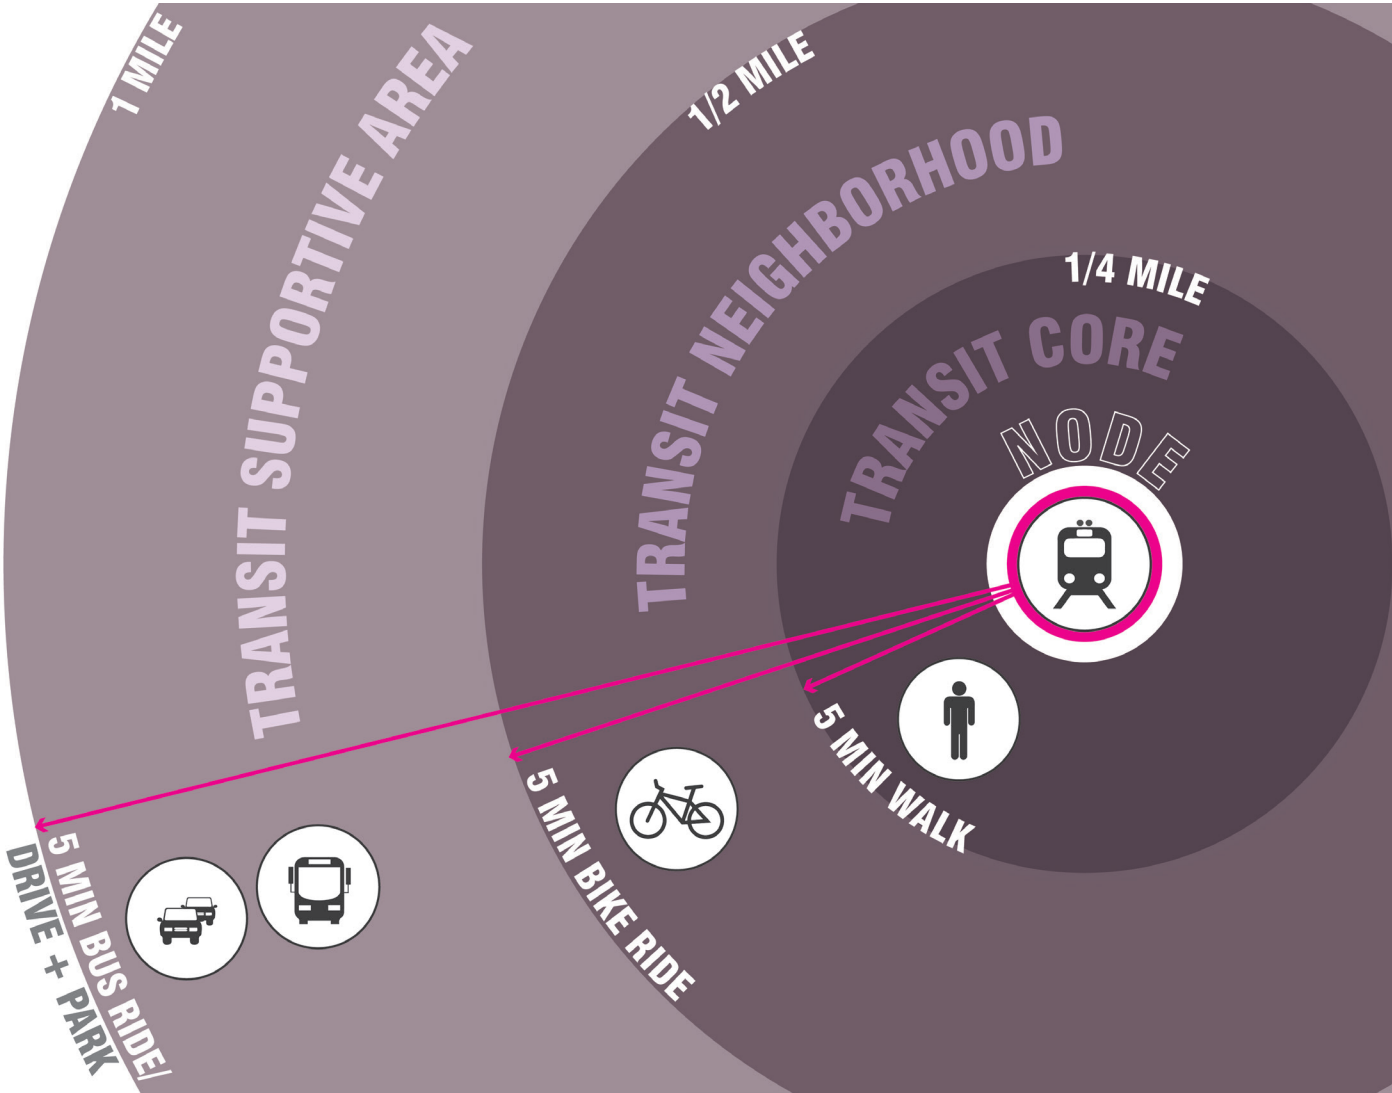 1 MILE
TRANSIT SUPPORTIVE AREA
1/2 MILE
TRANSIT NEIGHBORHOOD
1/4 MILE
TRANSIT CORE
NODE
5 MIN WALK
5 MIN BIKE RIDE
5 MIN BUS RIDE/
DRIVE + PARK